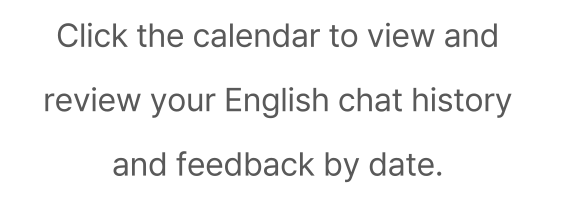 Click the calendar to view and
review your English chat history
and feedback by date.